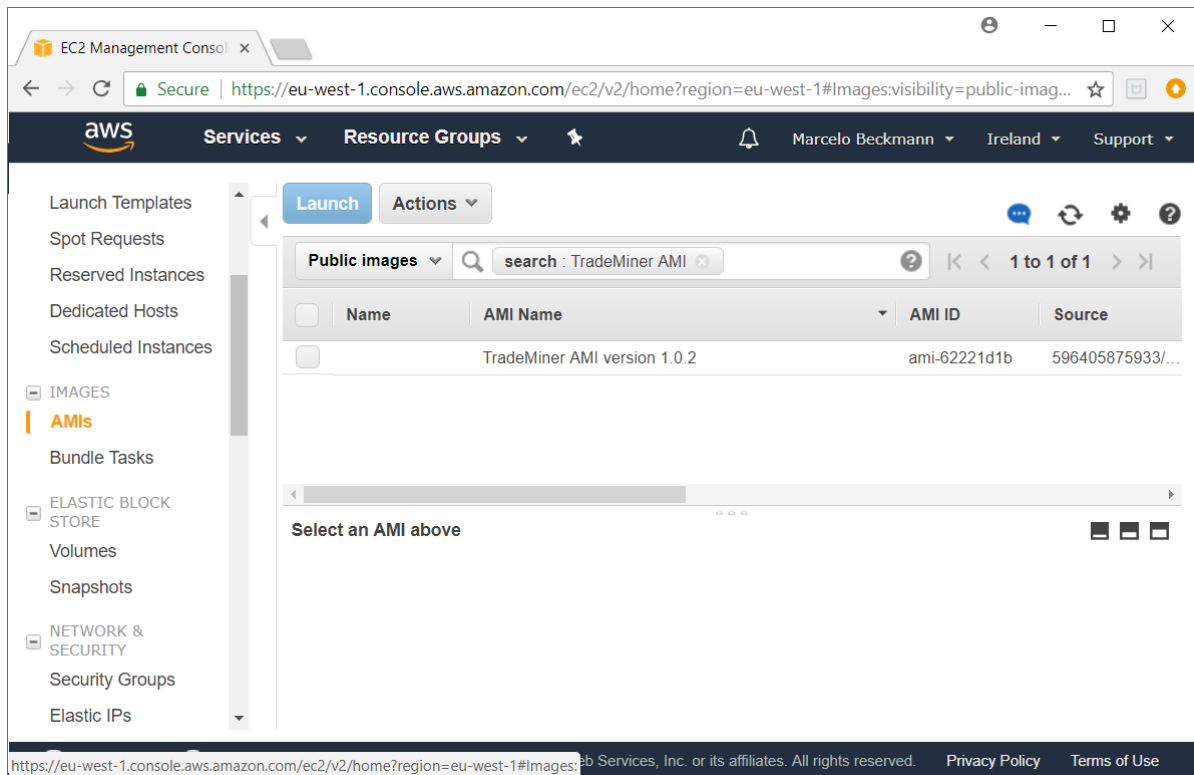 EC2 Management Consol
Secure
https://eu-west-1.console.aws.amazon.com/ec2/v2/home?region=eu-west-1#Images:visibility=public-imag...
aws Services Resource Groups Marcelo Beckmann Ireland Support
Launch Templates
Spot Requests
Reserved Instances
Dedicated Hosts
Scheduled Instances
IMAGES
AMIs
Bundle Tasks
ELASTIC BLOCK
STORE
Volumes
Snapshots
NETWORK &
SECURITY
Security Groups
Elastic IPs
Launch Actions
Public images search : TradeMiner AMI 1 to 1 of 1
Name AMI Name AMI ID Source
TradeMiner AMI version 1.0.2 ami-62221d1b 596405875933/...
Select an AMI above
https://eu-west-1.console.aws.amazon.com/ec2/v2/home?region=eu-west-1#Images:
Services, Inc. or its affiliates. All rights reserved. Privacy Policy Terms of Use